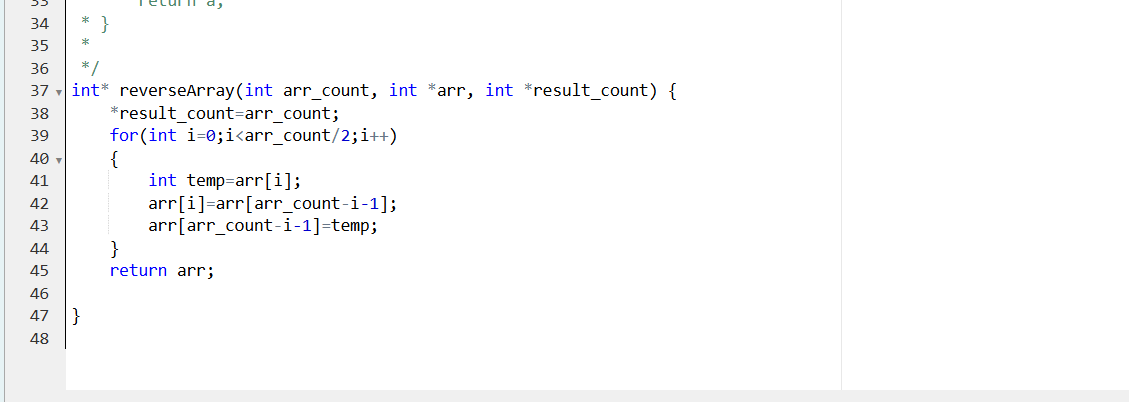 34 * }
35 *
36 */
37 int* reverseArray(int arr_count, int *arr, int *result_count) {
38 *result_count=arr_count;
39 for(int i=0;i<arr_count/2;i++)
40 {
41 int temp=arr[i];
42 arr[i]=arr[arr_count-i-1];
43 arr[arr_count-i-1]=temp;
44 }
45 return arr;
46
47 }
48